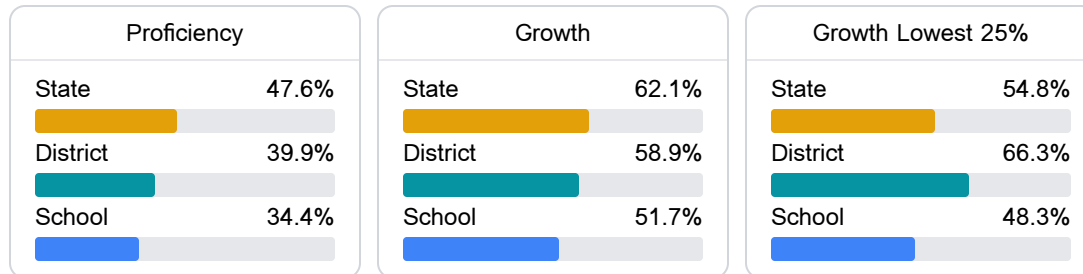 Proficiency
State 47.6%
District 39.9%
School 34.4%
Growth
State 62.1%
District 58.9%
School 51.7%
Growth Lowest 25%
State 54.8%
District 66.3%
School 48.3%